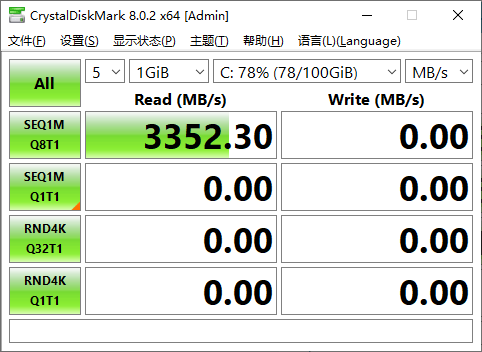 CrystalDiskMark 8.0.2 x64 [Admin]
文件(F) 设置(S) 显示状态(P) 主题(T) 帮助(H) 语言(L)(Language)
All 5 1GiB C: 78% (78/100GiB) MB/s
Read (MB/s) Write (MB/s)
SEQ1M
Q8T1
3352.30 0.00
SEQ1M
Q1T1
0.00 0.00
RND4K
Q32T1
0.00 0.00
RND4K
Q1T1
0.00 0.00